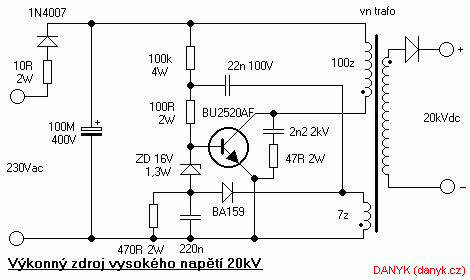 1N4007
vn trafo
10R
2W
100k
4W
22n 100V
100z
100M
400V
+
100R
2W
BU2520AF
2n2 2kV
47R 2W
20kVdc
+
−
ZD 16V
1,3W
230Vac
BA159
7z
470R 2W
220n
Výkonný zdroj vysokého napětí 20kV
DANYK (danyk.cz)